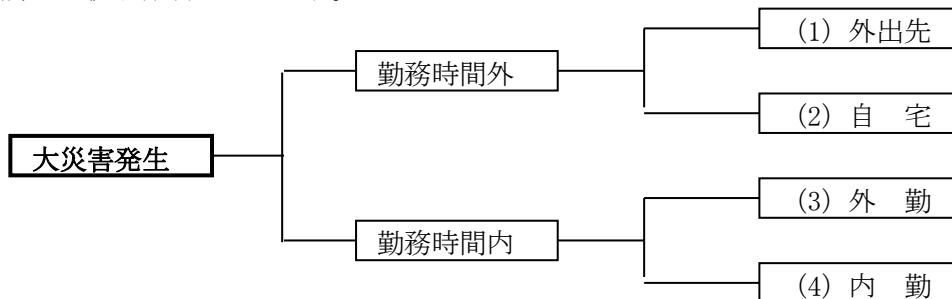 (1) 外出先
勤務時間外
(2) 自　宅
大災害発生
(3) 外　勤
勤務時間内
(4) 内　勤